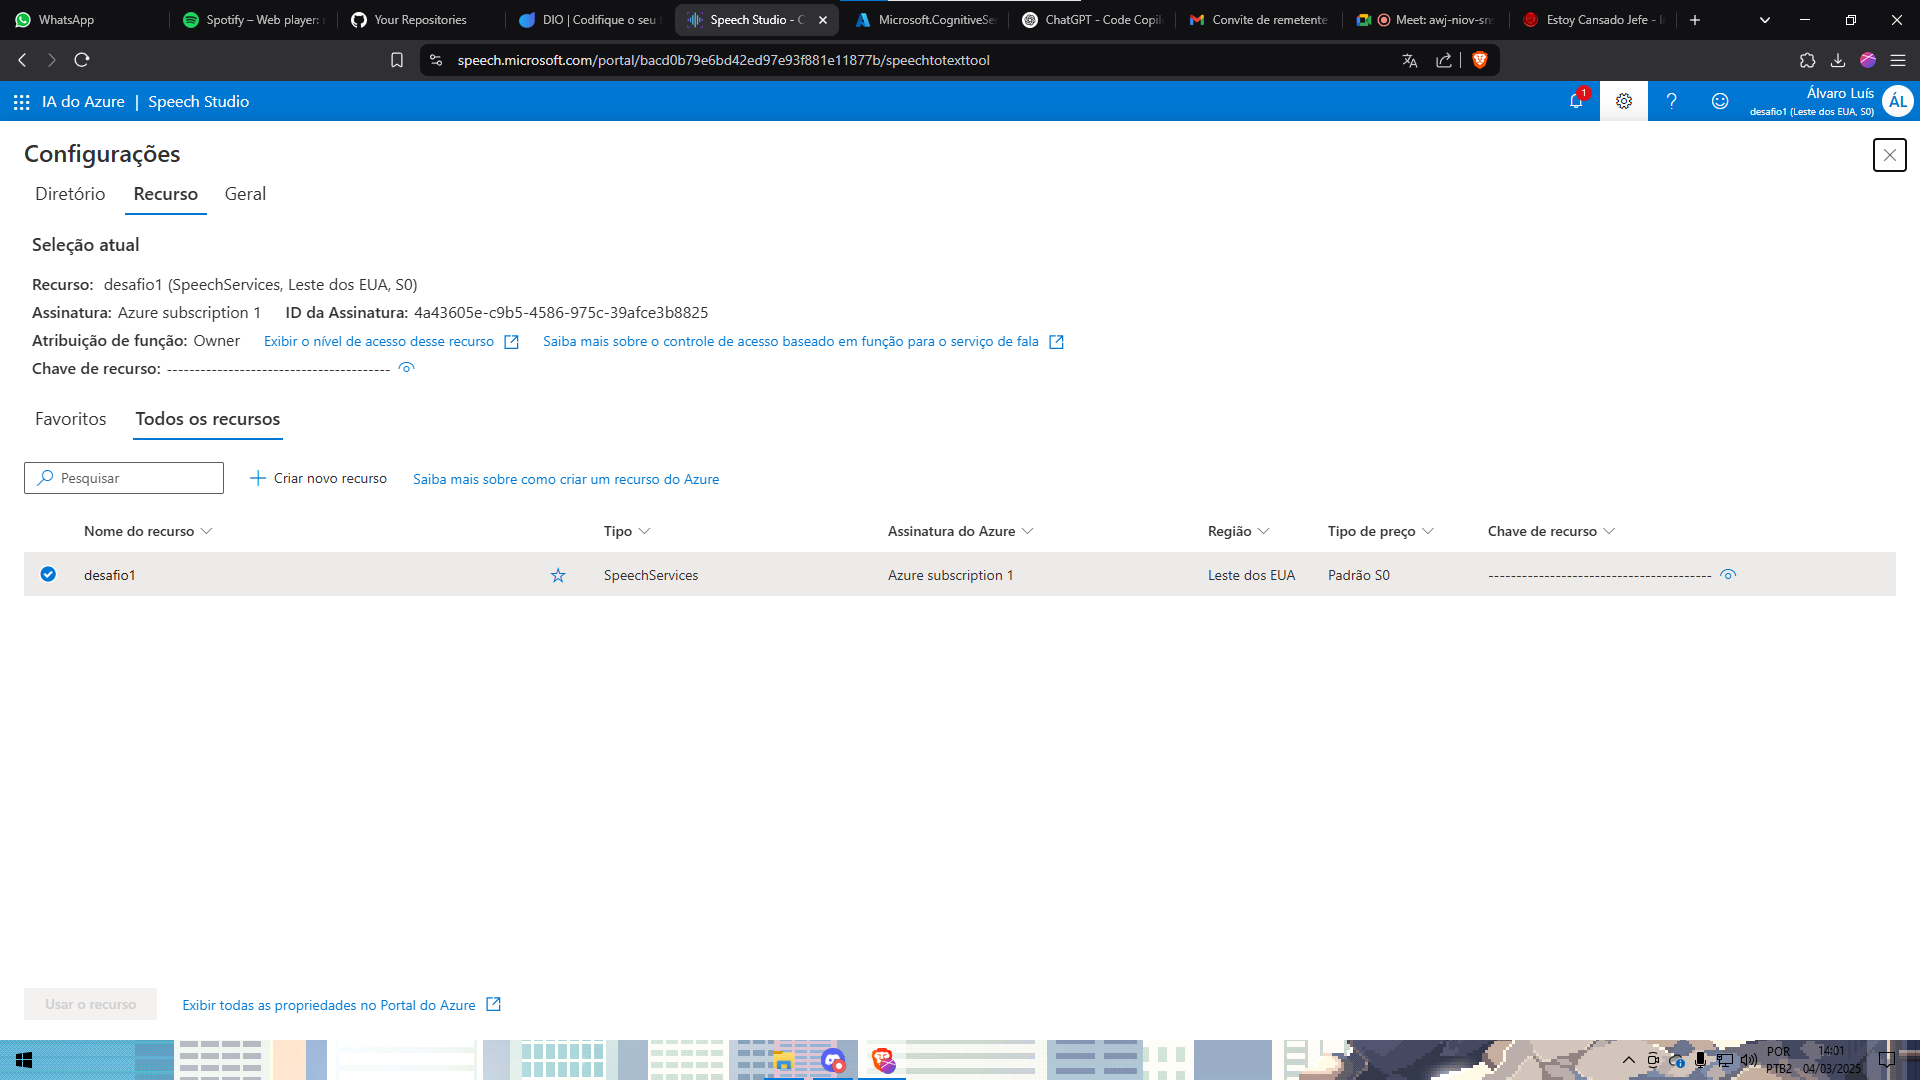 WhatsApp
Spotify – Web player:
Your Repositories
DIO | Codifique o seu
Speech Studio - C
Microsoft.CognitiveSer
ChatGPT - Code Copil
Convite de remetente
Meet: awj-niov-sn
Estoy Cansado Jefe -
speech.microsoft.com/portal/bacd0b79e6bd42ed97e93f881e11877b/speechtotexttool
IA do Azure | Speech Studio
1
Álvaro Luís
desafio1 (Leste dos EUA, S0)
ÁL
Configurações
Diretório Recurso Geral
Seleção atual
Recurso: desafio1 (SpeechServices, Leste dos EUA, S0)
Assinatura: Azure subscription 1 ID da Assinatura: 4a43605e-c9b5-4586-975c-39afce3b8825
Atribuição de função: Owner Exibir o nível de acesso desse recurso Saiba mais sobre o controle de acesso baseado em função para o serviço de fala
Chave de recurso: ----------------------------------------
Favoritos Todos os recursos
Pesquisar Criar novo recurso Saiba mais sobre como criar um recurso do Azure
Nome do recurso Tipo Assinatura do Azure Região Tipo de preço Chave de recurso
desafio1 SpeechServices Azure subscription 1 Leste dos EUA Padrão S0 ----------------------------------------
Usar o recurso Exibir todas as propriedades no Portal do Azure
POR
PTB2
14:01
04/03/2025